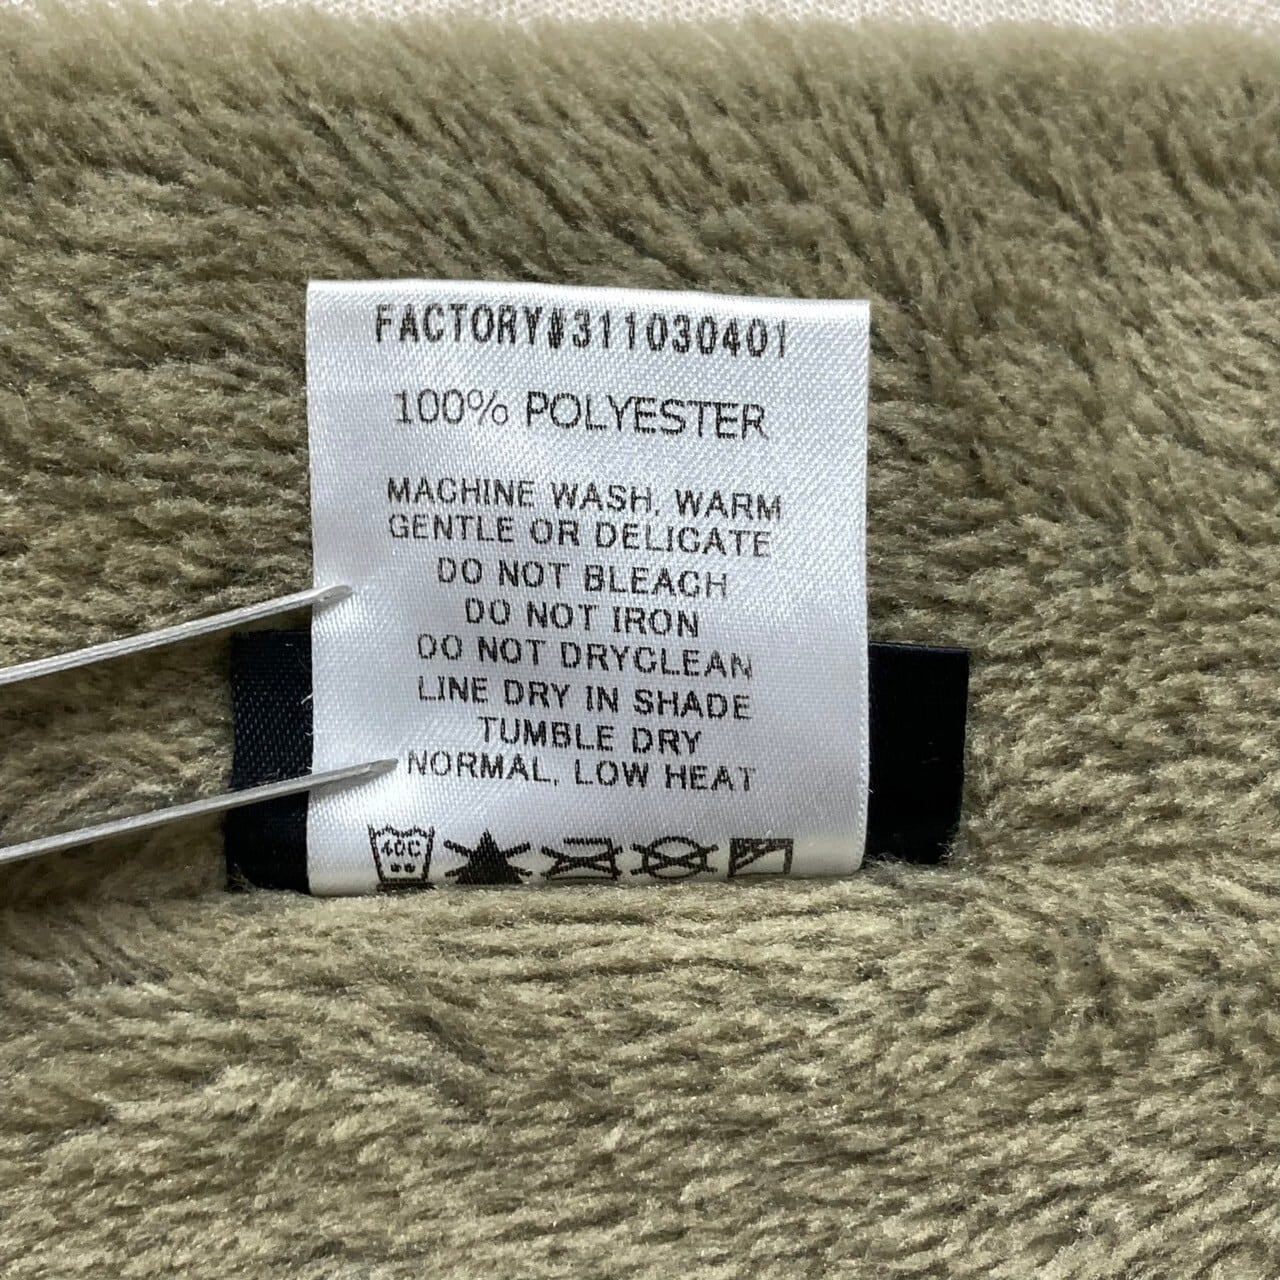 FACTORY#311030401
100% POLYESTER
MACHINE WASH, WARM
GENTLE OR DELICATE
DO NOT BLEACH
DO NOT IRON
DO NOT DRYCLEAN
LINE DRY IN SHADE
TUMBLE DRY
NORMAL, LOW HEAT
40C